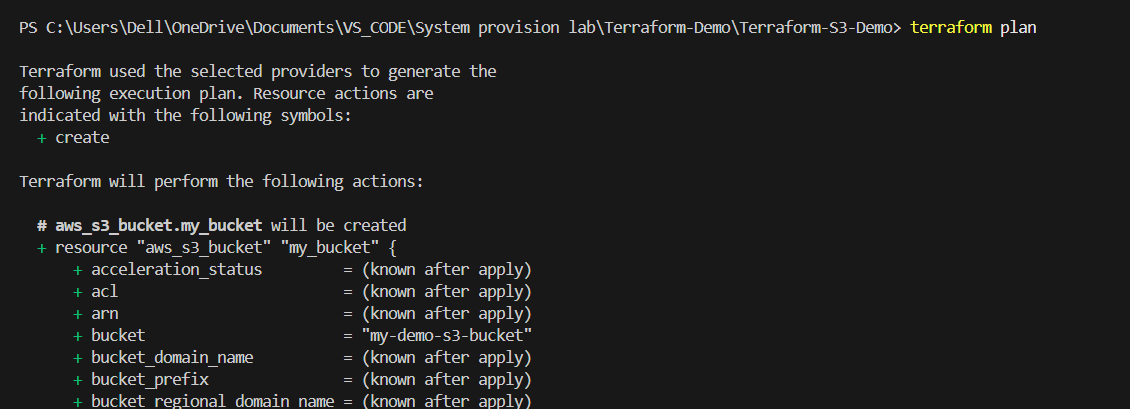 PS C:\Users\Dell\OneDrive\Documents\VS_CODE\System provision lab\Terraform-Demo\Terraform-S3-Demo> terraform plan
Terraform used the selected providers to generate the
following execution plan. Resource actions are
indicated with the following symbols:
  + create
Terraform will perform the following actions:
  # aws_s3_bucket.my_bucket will be created
  + resource "aws_s3_bucket" "my_bucket" {
      + acceleration_status         = (known after apply)
      + acl                         = (known after apply)
      + arn                         = (known after apply)
      + bucket                      = "my-demo-s3-bucket"
      + bucket_domain_name          = (known after apply)
      + bucket_prefix               = (known after apply)
      + bucket_regional_domain_name = (known after apply)